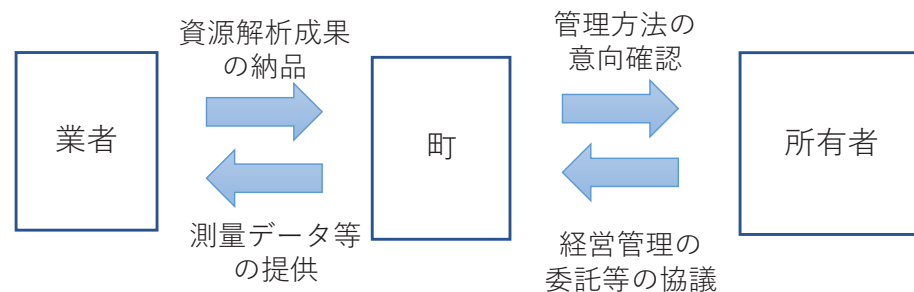 資源解析成果
の納品
管理方法の
意向確認
業者
町
所有者
測量データ等
の提供
経営管理の
委託等の協議